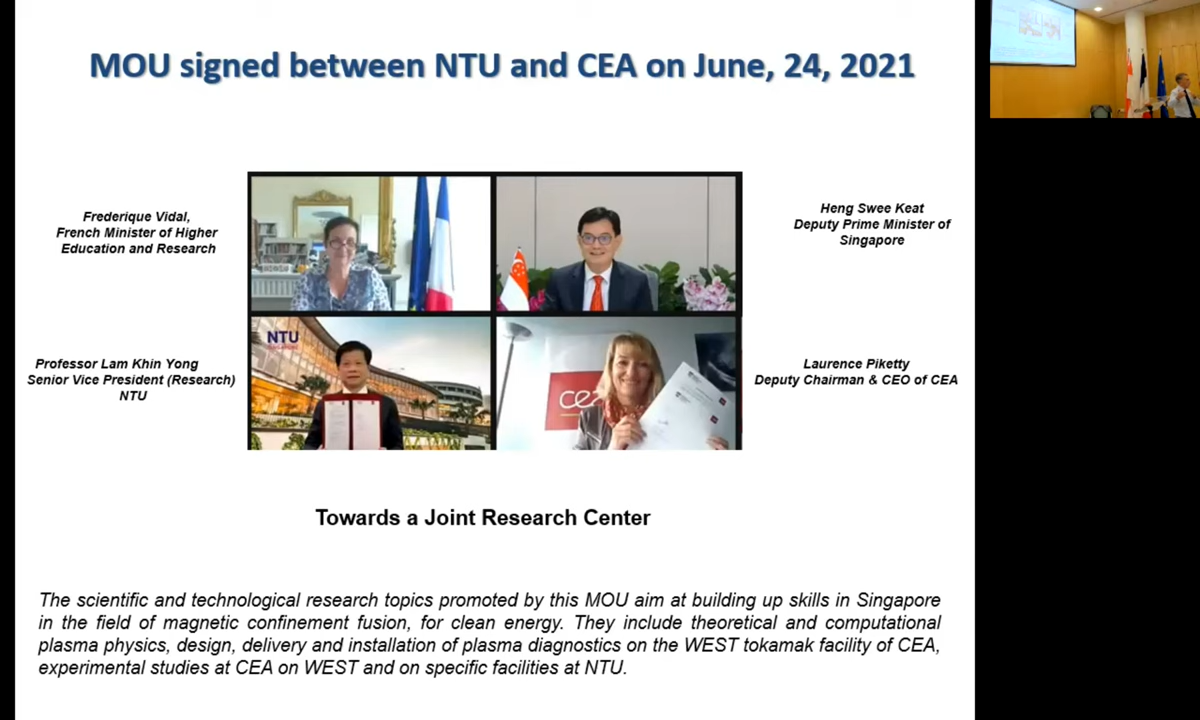 MOU signed between NTU and CEA on June, 24, 2021
Frederique Vidal,
French Minister of Higher
Education and Research
Heng Swee Keat
Deputy Prime Minister of
Singapore
NTU
Professor Lam Khin Yong
Senior Vice President (Research)
NTU
cea
Laurence Piketty
Deputy Chairman & CEO of CEA
Towards a Joint Research Center
The scientific and technological research topics promoted by this MOU aim at building up skills in Singapore
in the field of magnetic confinement fusion, for clean energy. They include theoretical and computational
plasma physics, design, delivery and installation of plasma diagnostics on the WEST tokamak facility of CEA,
experimental studies at CEA on WEST and on specific facilities at NTU.